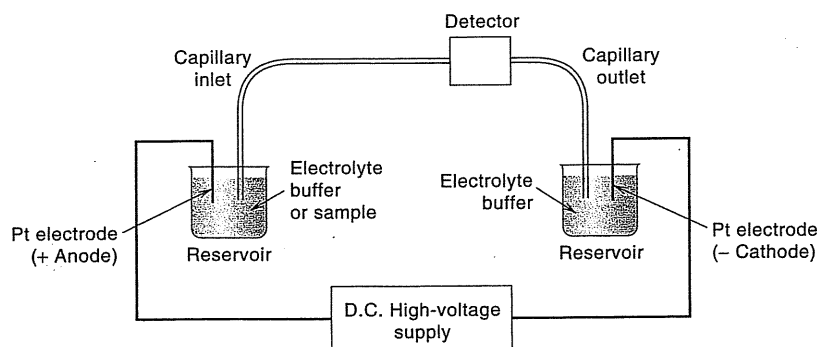 Detector
Capillary
inlet
Capillary
outlet
Electrolyte
buffer
or sample
Electrolyte
buffer
Pt electrode
(+ Anode)
Reservoir
Reservoir
Pt electrode
(– Cathode)
D.C. High-voltage
supply